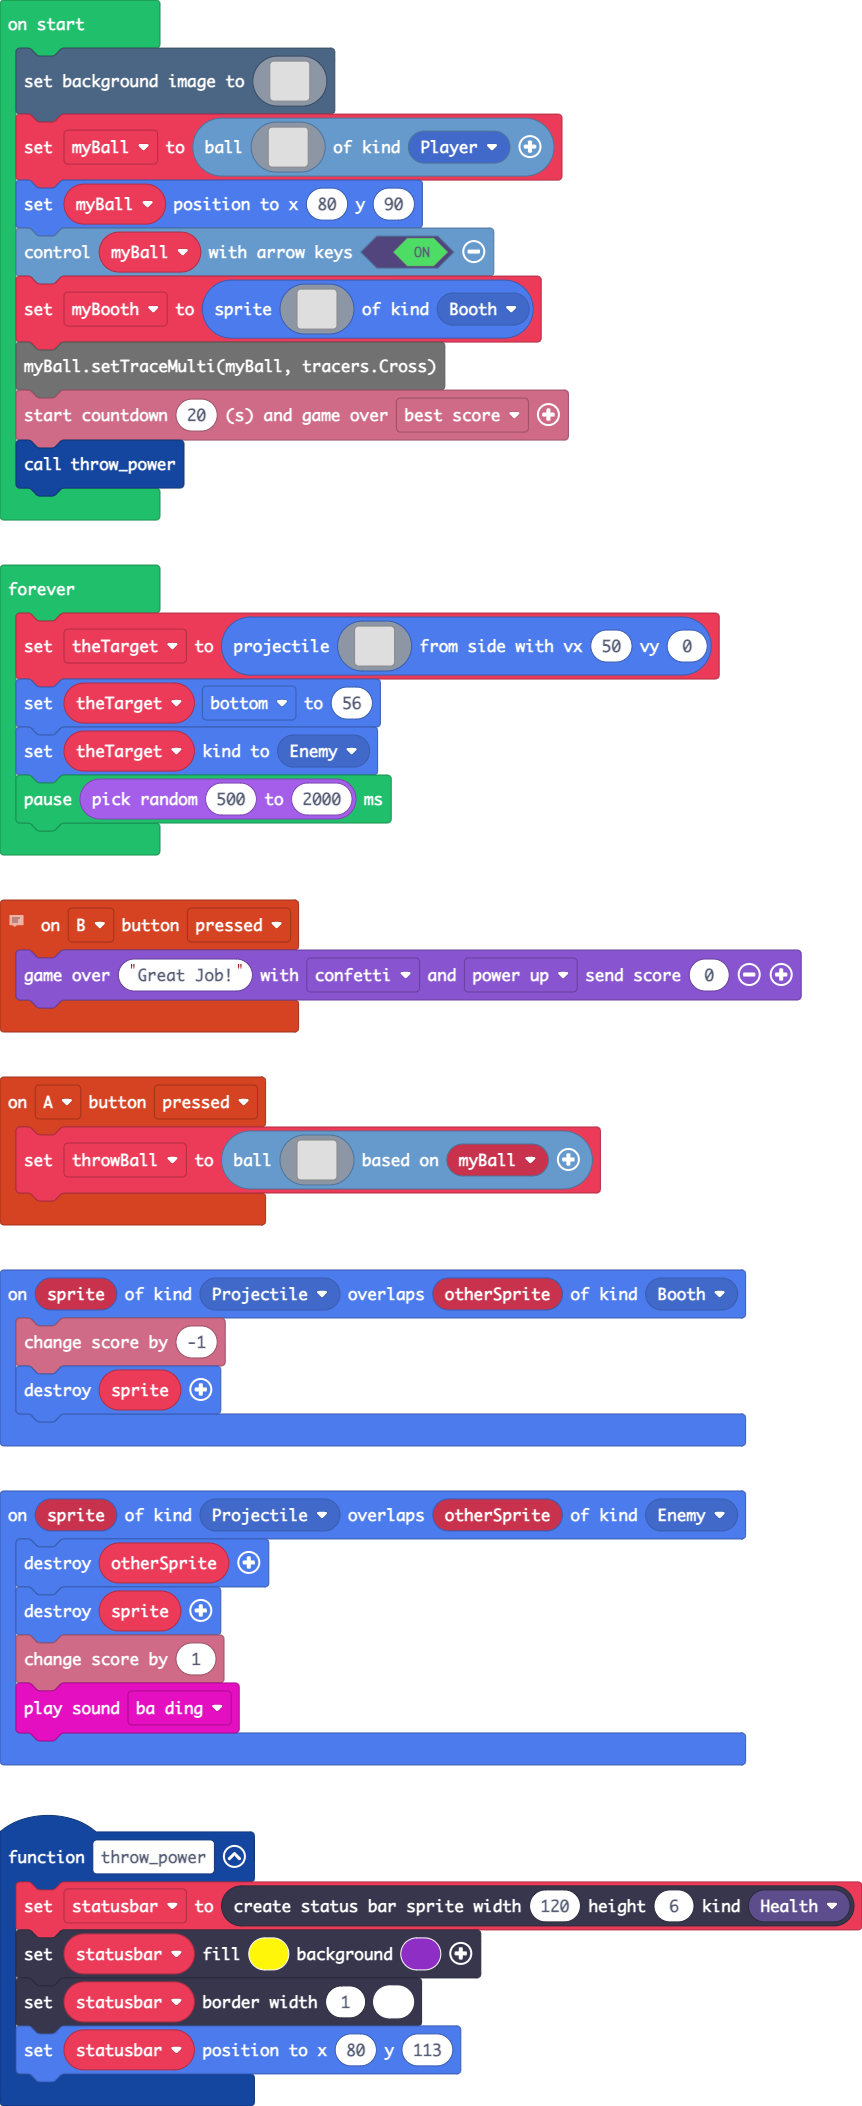 on start
set background image to
set myBall to ball of kind Player
set myBall position to x 80 y 90
control myBall with arrow keys ON
set myBooth to sprite of kind Booth
myBall.setTraceMulti(myBall, tracers.Cross)
start countdown 20 (s) and game over best score
call throw_power
forever
set theTarget to projectile from side with vx 50 vy 0
set theTarget bottom to 56
set theTarget kind to Enemy
pause pick random 500 to 2000 ms
on B button pressed
game over "Great Job!" with confetti and power up send score 0
on A button pressed
set throwBall to ball based on myBall
on sprite of kind Projectile overlaps otherSprite of kind Booth
change score by -1
destroy sprite
on sprite of kind Projectile overlaps otherSprite of kind Enemy
destroy otherSprite
destroy sprite
change score by 1
play sound ba ding
function throw_power
set statusbar to create status bar sprite width 120 height 6 kind Health
set statusbar fill background
set statusbar border width 1
set statusbar position to x 80 y 113